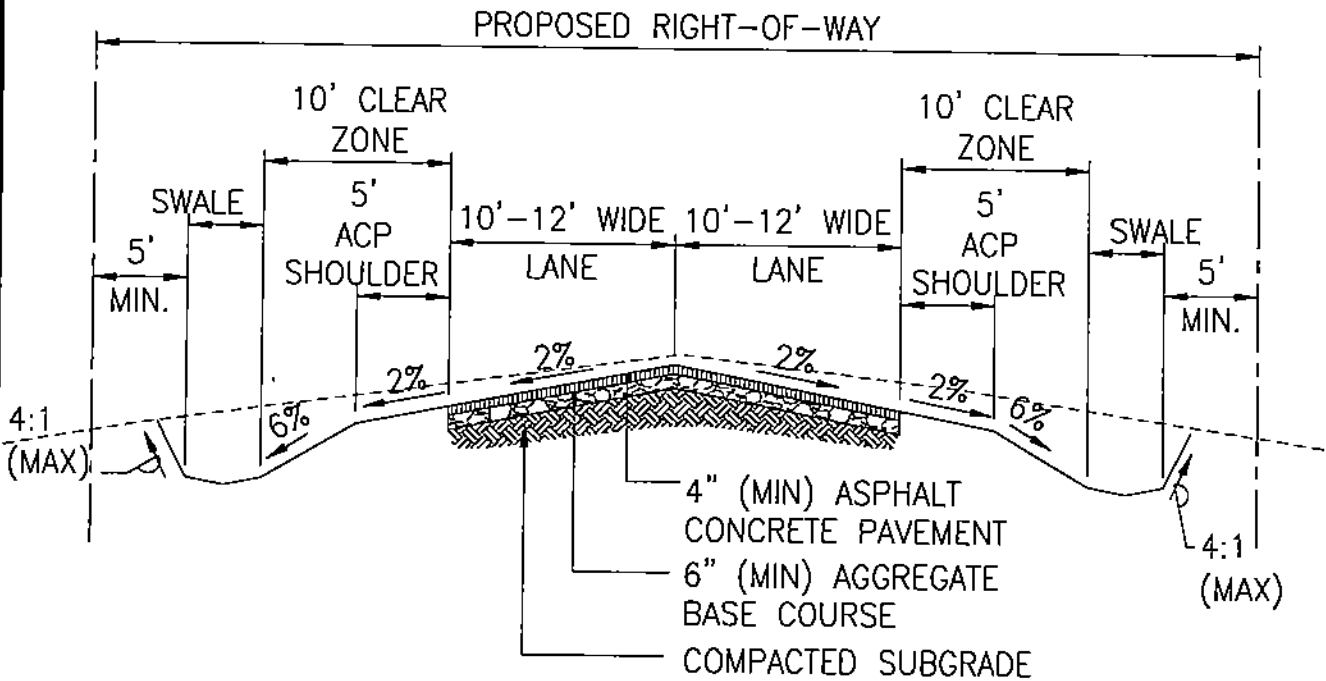 PROPOSED RIGHT-OF-WAY
10' CLEAR
ZONE
10' CLEAR
ZONE
SWALE
5'
ACP
SHOULDER
10'-12' WIDE
LANE
10'-12' WIDE
LANE
5'
ACP
SHOULDER
SWALE
5'
MIN.
5'
MIN.
2%
2%
2%
2%
6%
6%
4:1
(MAX)
4" (MIN) ASPHALT
CONCRETE PAVEMENT
6" (MIN) AGGREGATE
BASE COURSE
COMPACTED SUBGRADE
4:1
(MAX)